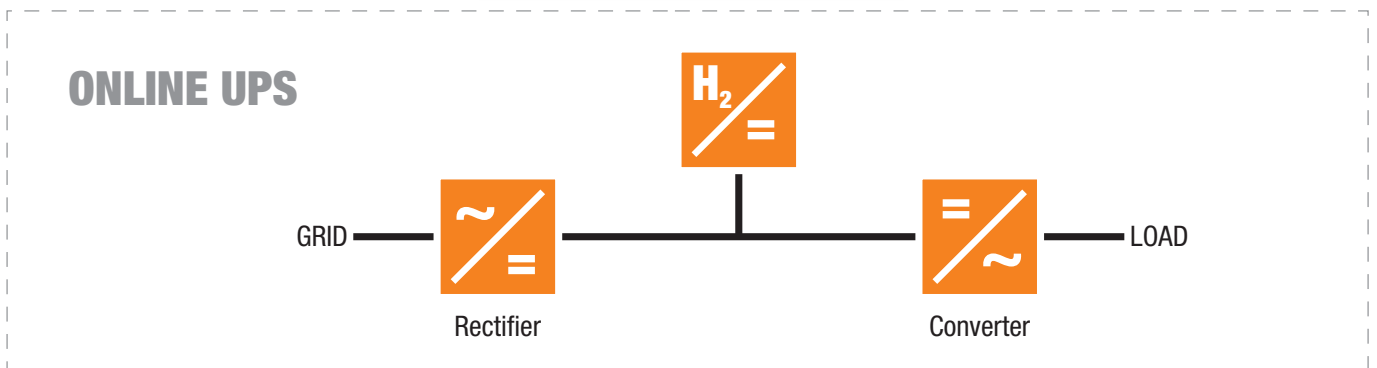 ONLINE UPS
H₂
=
~
=
=
~
GRID
LOAD
Rectifier
Converter